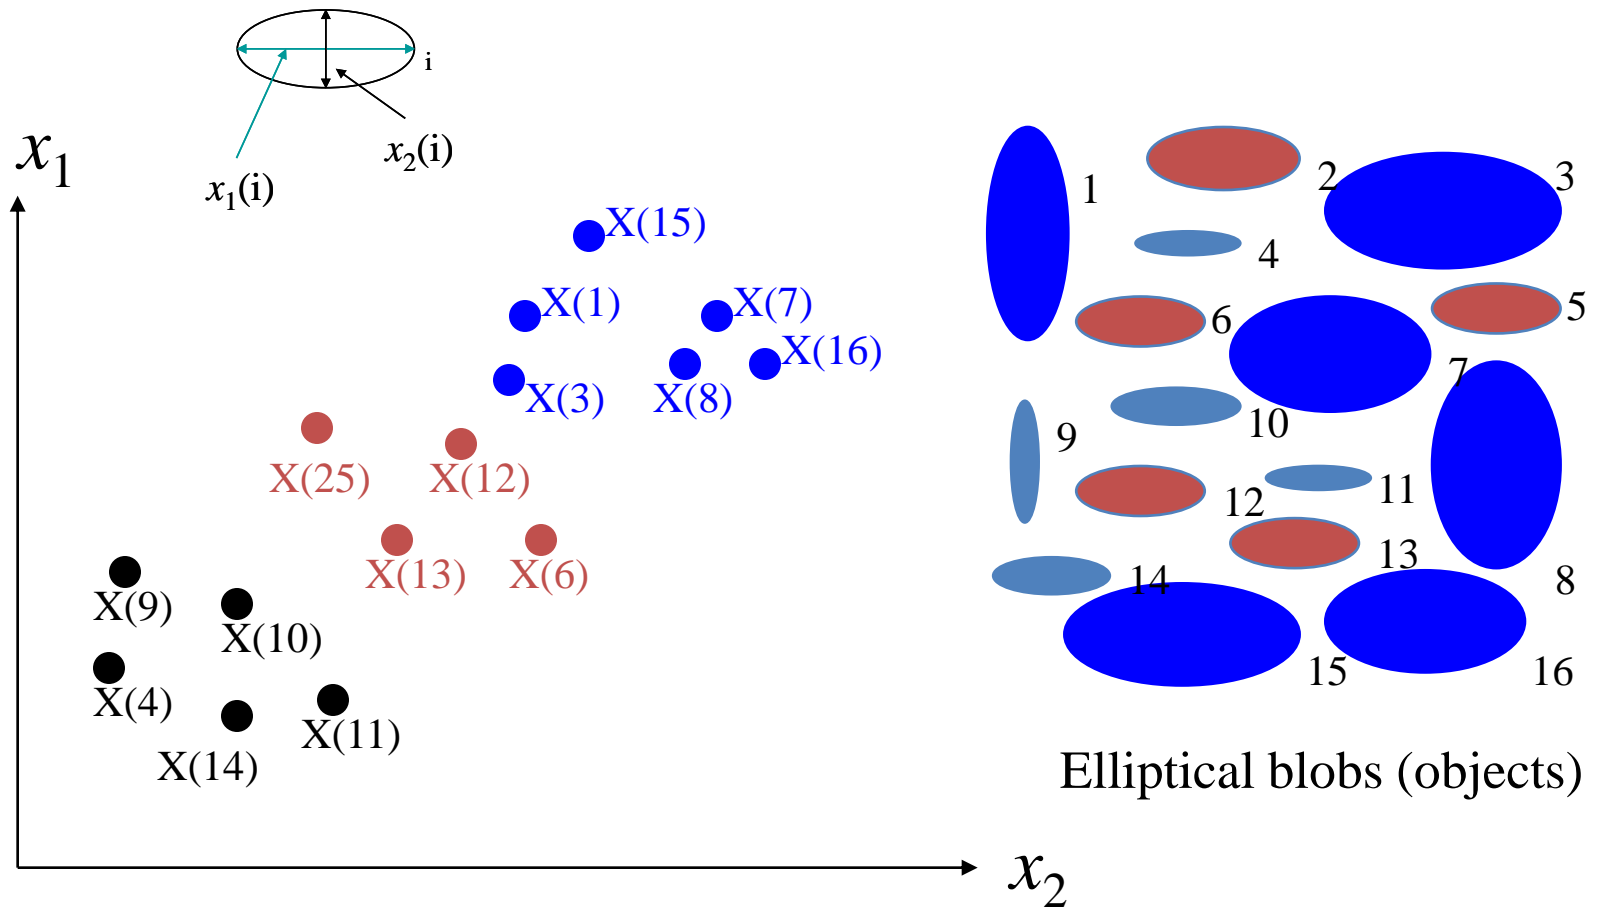 i
x₂(i)
x₁(i)
x₁
X(15)
X(1)
X(7)
X(16)
X(3)
X(8)
X(25)
X(12)
X(13)
X(6)
X(9)
X(10)
X(4)
X(11)
X(14)
x₂
1
2
3
4
5
6
7
8
9
10
11
12
13
14
15
16
Elliptical blobs (objects)